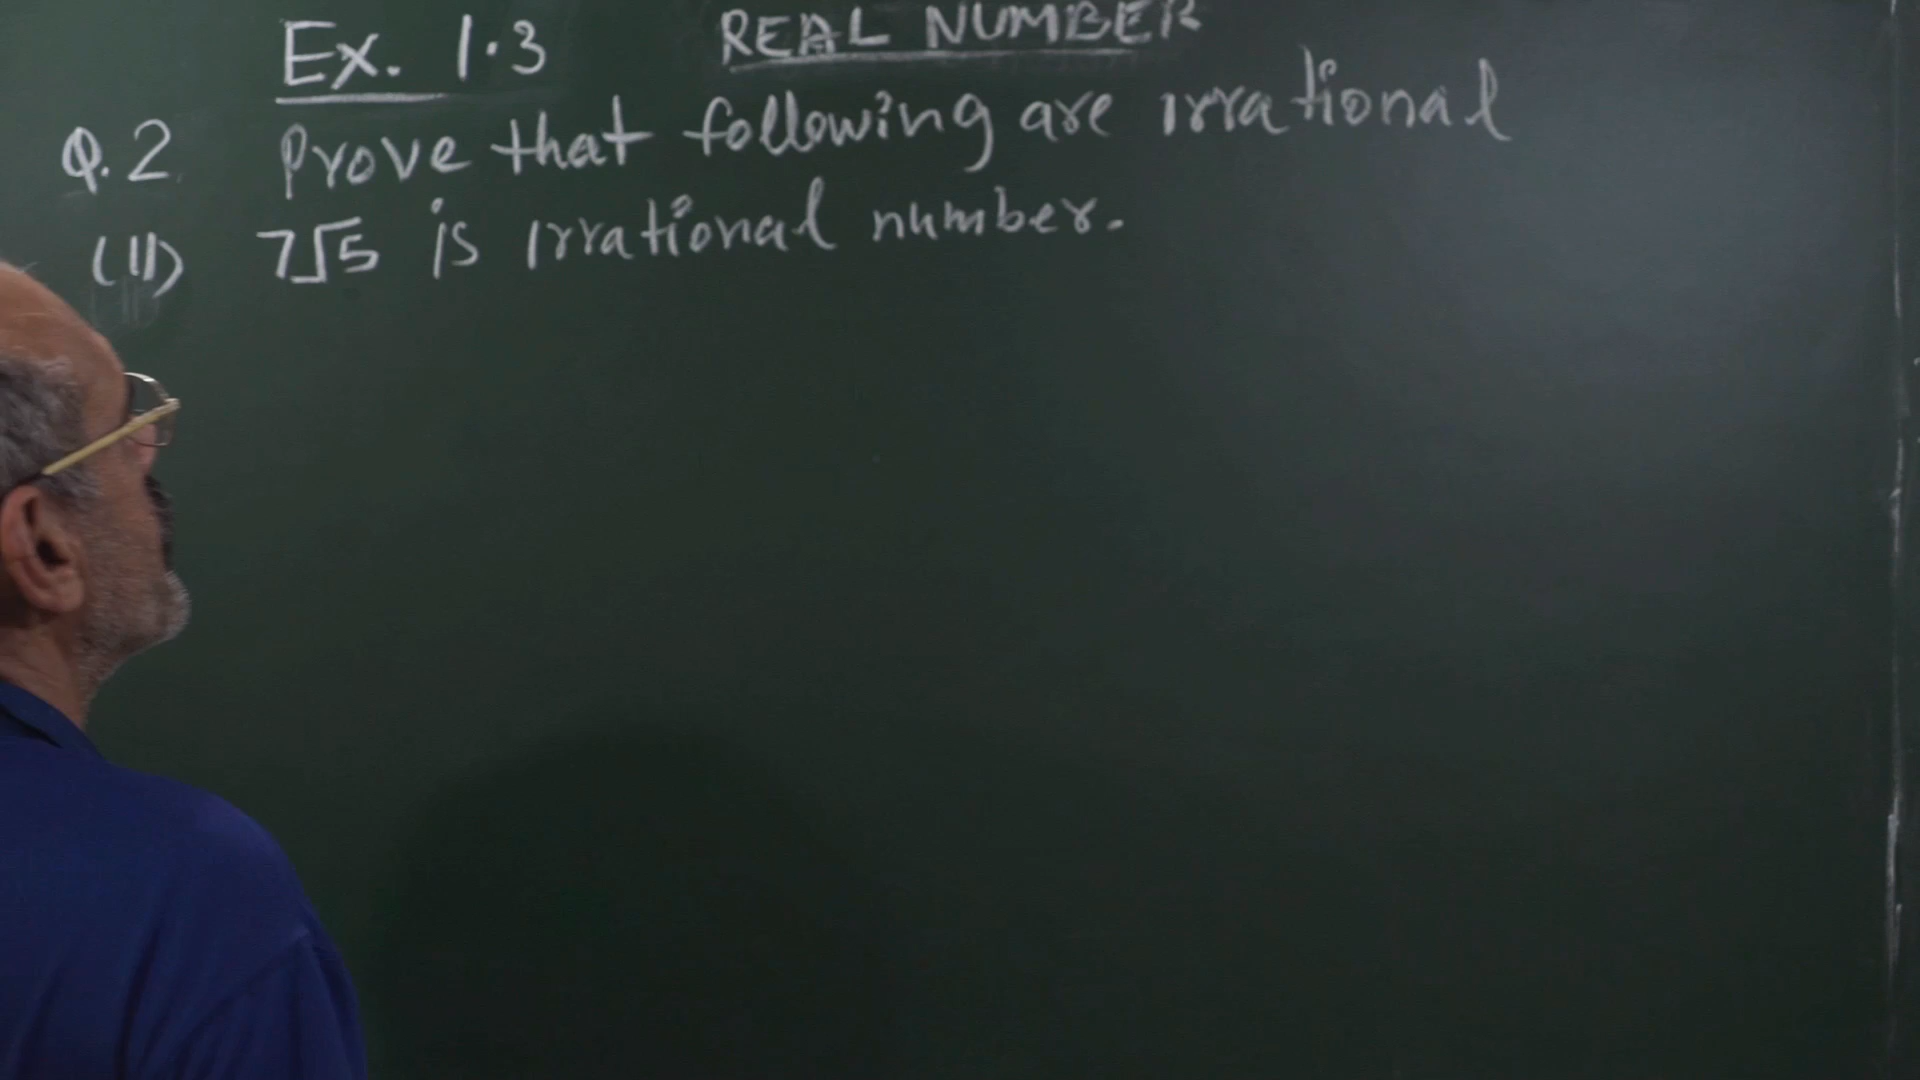 Ex. 1.3 REAL NUMBER
Q.2 Prove that following are irrational
(II) 7√5 is irrational number.